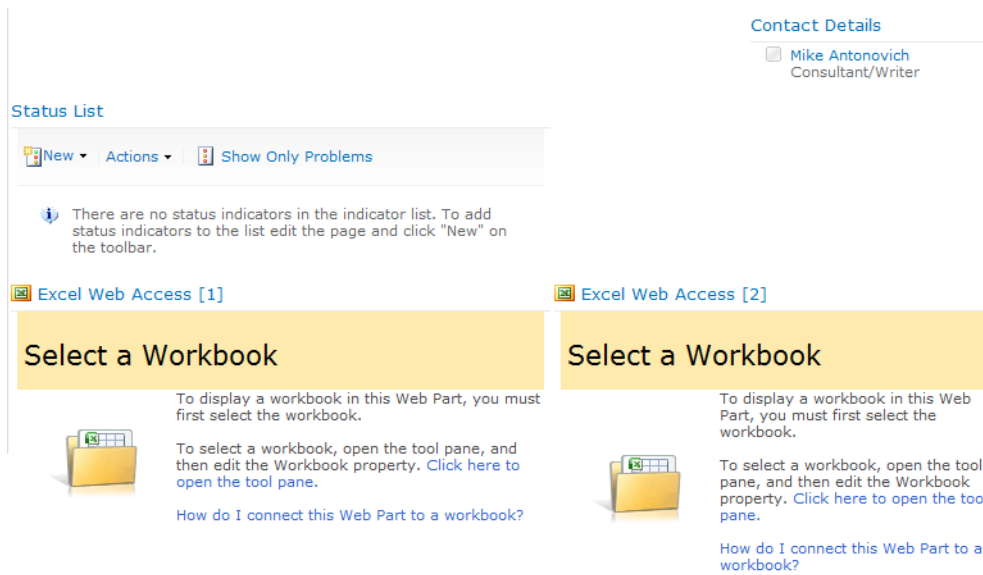 Contact Details
Mike Antonovich
Consultant/Writer
Status List
New Actions Show Only Problems
There are no status indicators in the indicator list. To add
status indicators to the list edit the page and click "New" on
the toolbar.
Excel Web Access [1]
Select a Workbook
To display a workbook in this Web Part, you must
first select the workbook.
To select a workbook, open the tool pane, and
then edit the Workbook property. Click here to
open the tool pane.
How do I connect this Web Part to a workbook?
Excel Web Access [2]
Select a Workbook
To display a workbook in this Web
Part, you must first select the
workbook.
To select a workbook, open the tool
pane, and then edit the Workbook
property. Click here to open the too
pane.
How do I connect this Web Part to a
workbook?